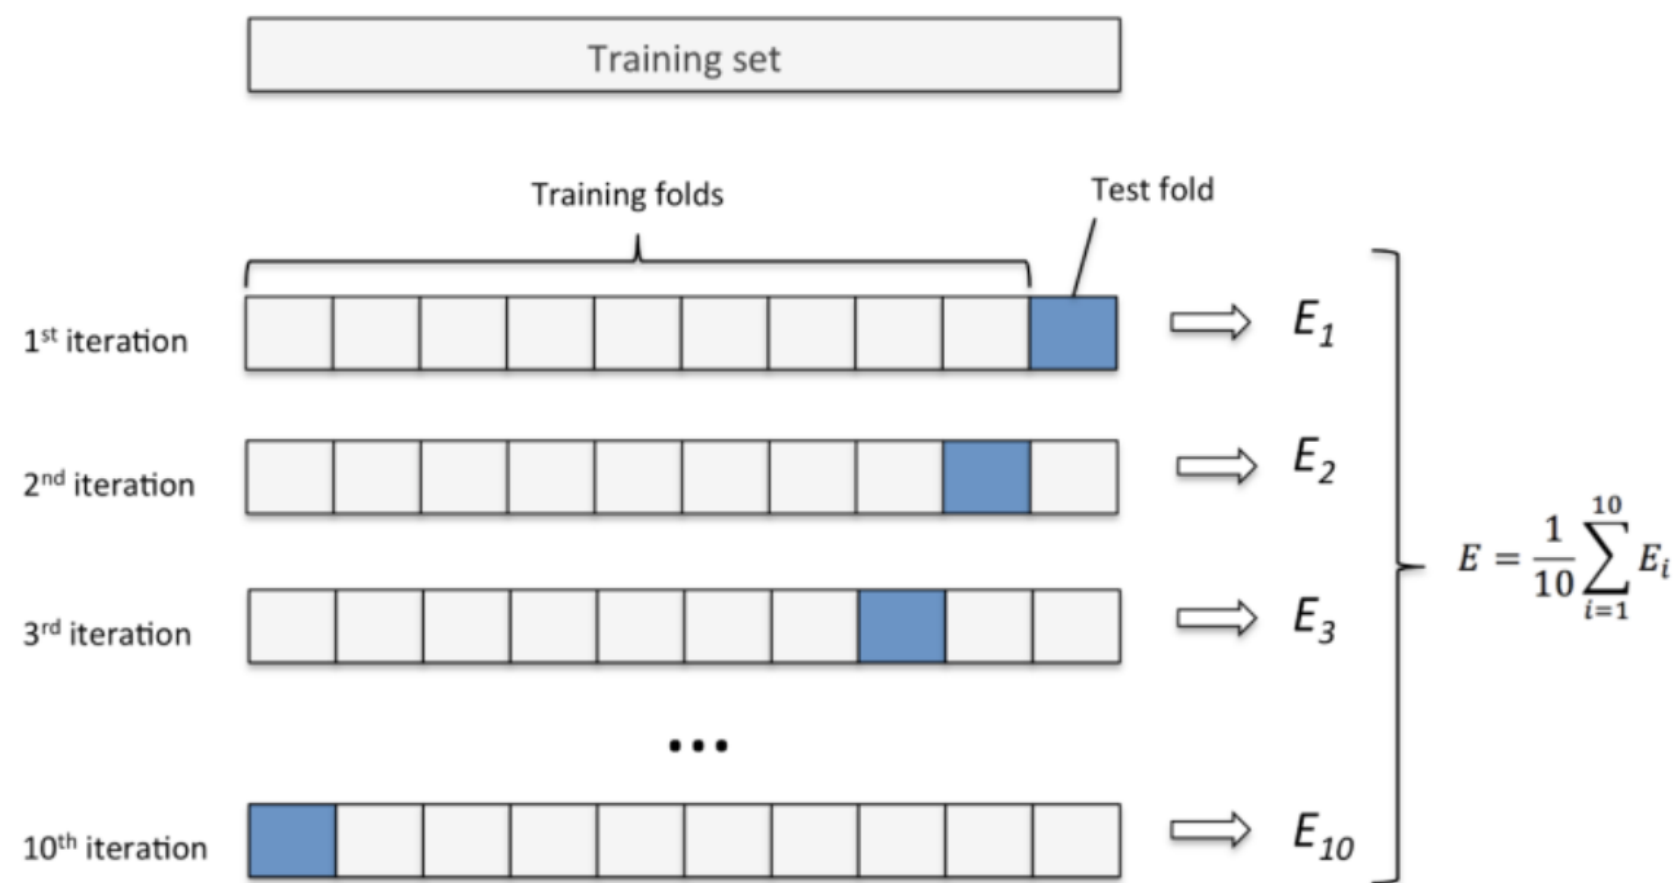 Training set
Training folds
Test fold
1st iteration
E1
2nd iteration
E2
E = 1/10 ∑ i=1 10 Ei
3rd iteration
E3
...
10th iteration
E10